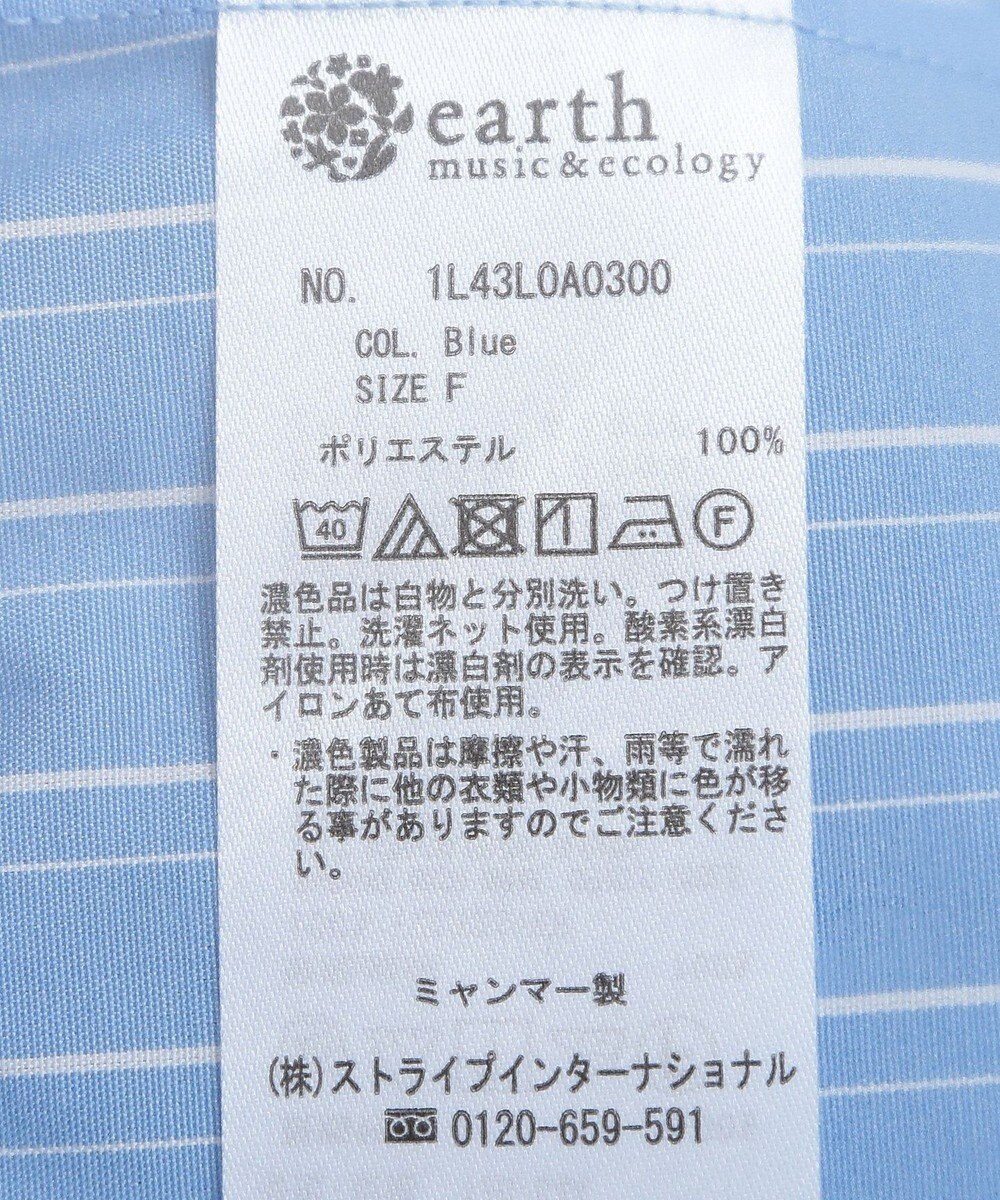 earth
music&ecology
NO. 1L43L0A0300
COL. Blue
SIZE F
ポリエステル 100%
40 F
濃色品は白物と分別洗い。つけ置き
禁止。洗濯ネット使用。酸素系漂白
剤使用時は漂白剤の表示を確認。ア
イロンあて布使用。
・濃色製品は摩擦や汗、雨等で濡れ
た際に他の衣類や小物類に色が移
る事がありますのでご注意くださ
い。
ミャンマー製
(株)ストライプインターナショナル
0120-659-591